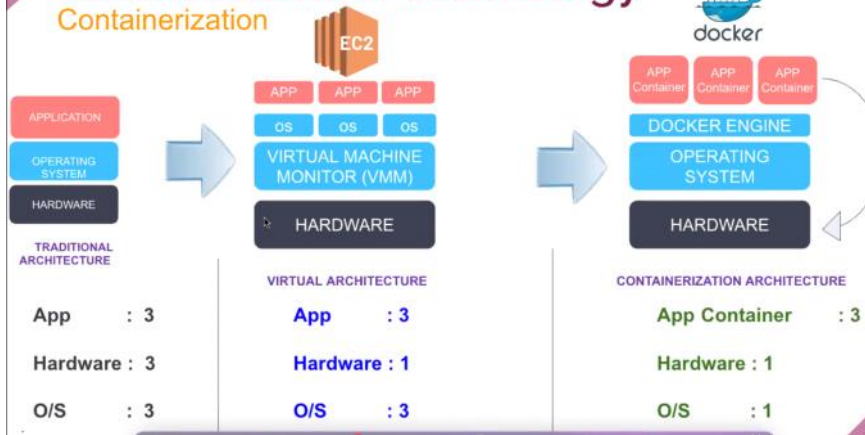 Containerization
EC2
docker
APP APP APP
OS OS OS
VIRTUAL MACHINE
MONITOR (VMM)
HARDWARE
APPLICATION
OPERATING
SYSTEM
HARDWARE
APP APP APP
Container Container Container
DOCKER ENGINE
OPERATING
SYSTEM
HARDWARE
TRADITIONAL
ARCHITECTURE
VIRTUAL ARCHITECTURE
CONTAINERIZATION ARCHITECTURE
App : 3
Hardware : 3
O/S : 3
App : 3
Hardware : 1
O/S : 3
App Container : 3
Hardware : 1
O/S : 1